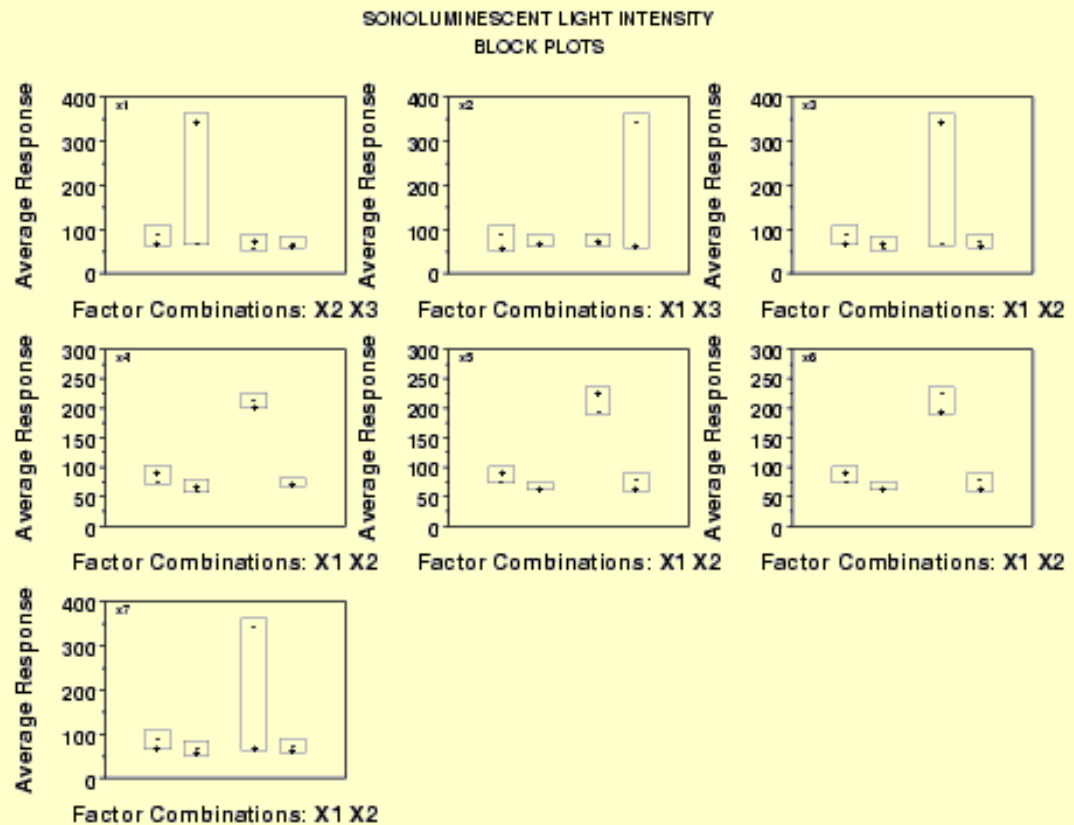 SONOLUMINESCENT LIGHT INTENSITY
BLOCK PLOTS
Average Response
400
300
200
100
0
x1
Factor Combinations: X2 X3
Average Response
400
300
200
100
0
x2
Factor Combinations: X1 X3
Average Response
400
300
200
100
0
x3
Factor Combinations: X1 X2
Average Response
300
250
200
150
100
50
0
x4
Factor Combinations: X1 X2
Average Response
300
250
200
150
100
50
0
x5
Factor Combinations: X1 X2
Average Response
300
250
200
150
100
50
0
x6
Factor Combinations: X1 X2
Average Response
400
300
200
100
0
x7
Factor Combinations: X1 X2